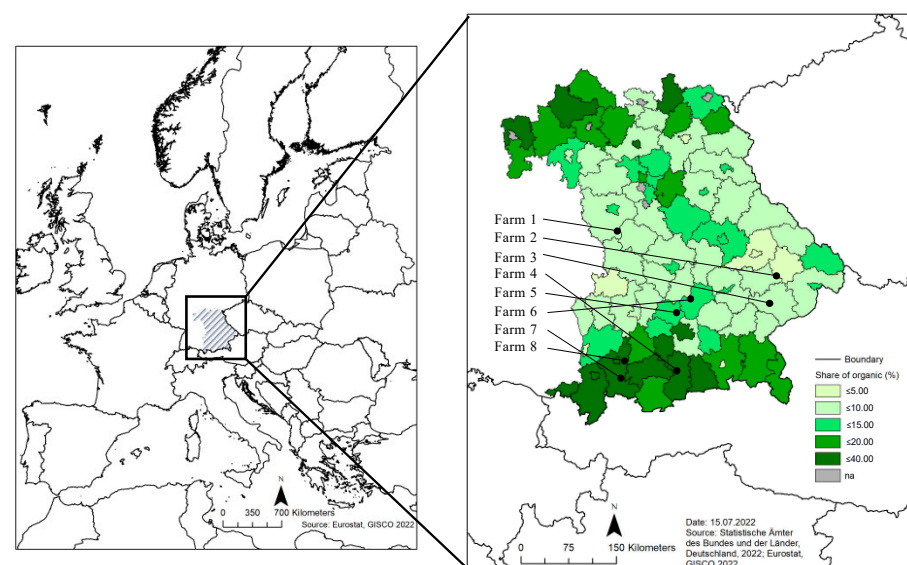 Farm 1
Farm 2
Farm 3
Farm 4
Farm 5
Farm 6
Farm 7
Farm 8
Boundary
Share of organic (%)
≤5.00
≤10.00
≤15.00
≤20.00
≤40.00
na
N
0 350 700 Kilometers
Source: Eurostat, GISCO 2022
N
0 75 150 Kilometers
Date: 15.07.2022
Source: Statistische Ämter
des Bundes und der Länder,
Deutschland, 2022; Eurostat,
GISCO 2022